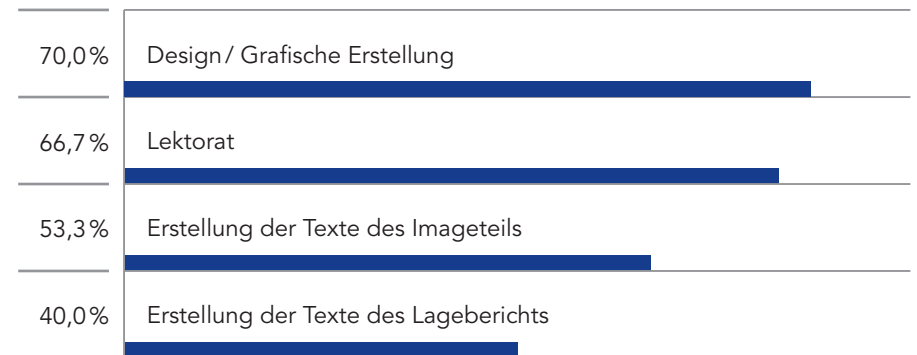 70,0 % Design / Grafische Erstellung
66,7 % Lektorat
53,3 % Erstellung der Texte des Imageteils
40,0 % Erstellung der Texte des Lageberichts